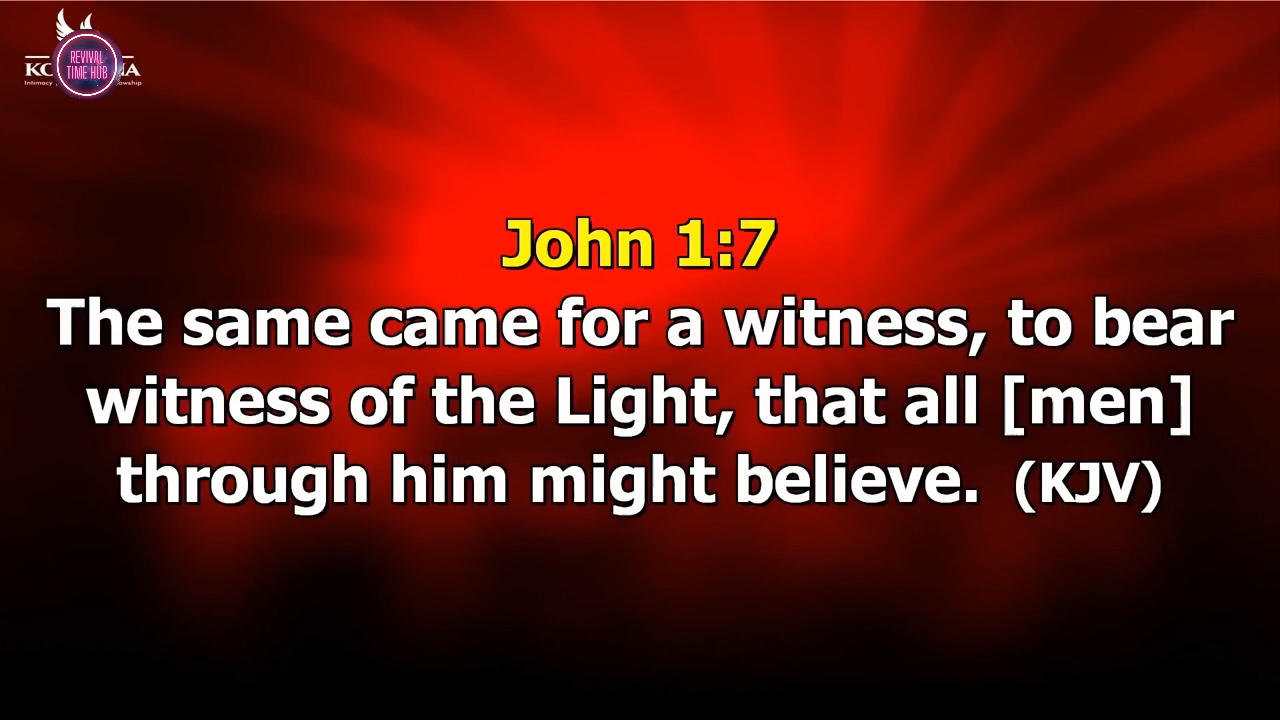 REVIVAL
TIME HUB
John 1:7
The same came for a witness, to bear
witness of the Light, that all [men]
through him might believe. (KJV)